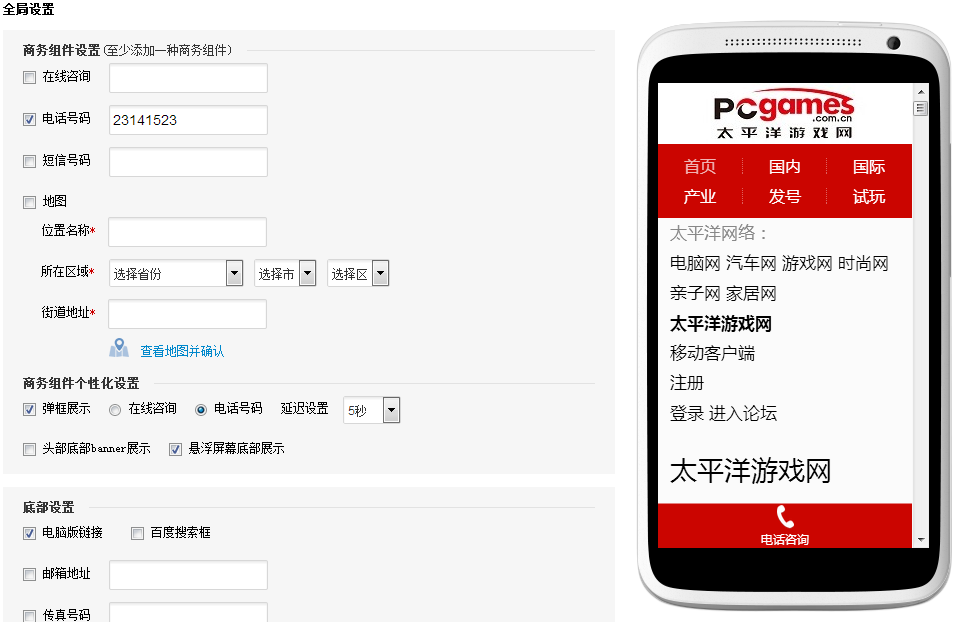 全局设置
商务组件设置(至少添加一种商务组件)
在线咨询
电话号码 23141523
短信号码
地图
位置名称*
所在区域* 选择省份 选择市 选择区
街道地址*
查看地图并确认
商务组件个性化设置
弹框展示 在线咨询 电话号码 延迟设置 5秒
头部底部banner展示 悬浮屏幕底部展示
底部设置
电脑版链接 百度搜索框
邮箱地址
传真号码
PCgames
.com.cn
太平洋游戏网
首页 国内 国际
产业 发号 试玩
太平洋网络：
电脑网 汽车网 游戏网 时尚网
亲子网 家居网
太平洋游戏网
移动客户端
注册
登录 进入论坛
太平洋游戏网
电话咨询